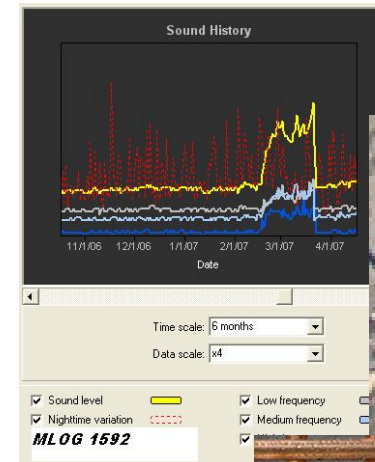 Sound History
11/1/06 12/1/06 1/1/07 2/1/07 3/1/07 4/1/07
Date
Time scale: 6 months
Data scale: x4
Sound level
Low frequency
Nighttime variation
Medium frequency
MLOG 1592